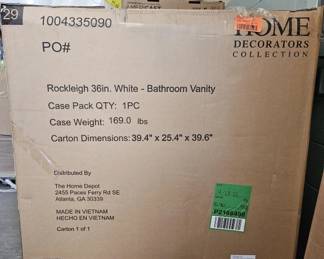 29
1004335090
PO#
HOME
DECORATORS
COLLECTION
Rockleigh 36in. White - Bathroom Vanity
Case Pack QTY: 1PC
Case Weight: 169.0 lbs
Carton Dimensions: 39.4" x 25.4" x 39.6"
Distributed By
The Home Depot
2455 Paces Ferry Rd SE
Atlanta, GA 30339
MADE IN VIETNAM
HECHO EN VIETNAM
Carton 1 of 1